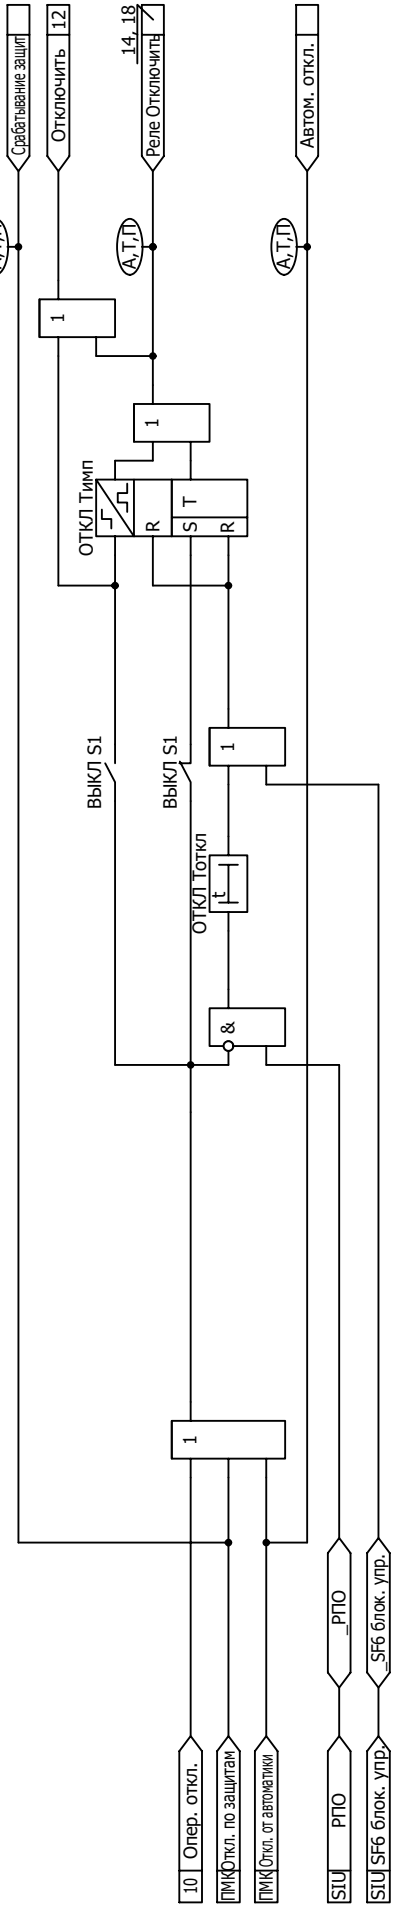 Срабатывание защит
Отключить 12
14, 18
Реле Отключить
Автом. откл.
А,Т,П
А,Т,П
А,Т,П
1
1
ОТКЛ Тимп
R
S T
R
ВЫКЛ S1
ВЫКЛ S1
1
ОТКЛ Тоткл
t
&
1
10 Опер. откл.
ПМК Откл. по защитам
ПМК Откл. от автоматики
SIU РПО
_РПО
SIU SF6 блок. упр.
_SF6 блок. упр.